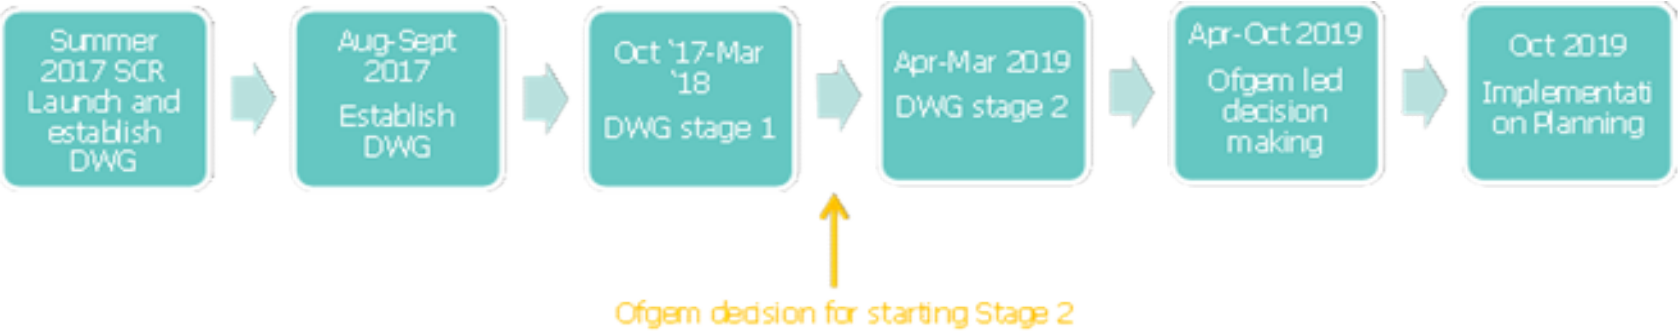 Summer
2017 SCR
Launch and
establish
DWG
Aug-Sept
2017
Establish
DWG
Oct '17-Mar
'18
DWG stage 1
Apr-Mar 2019
DWG stage 2
Apr-Oct 2019
Ofgem led
decision
making
Oct 2019
Implementati
on Planning
Ofgem decision for starting Stage 2